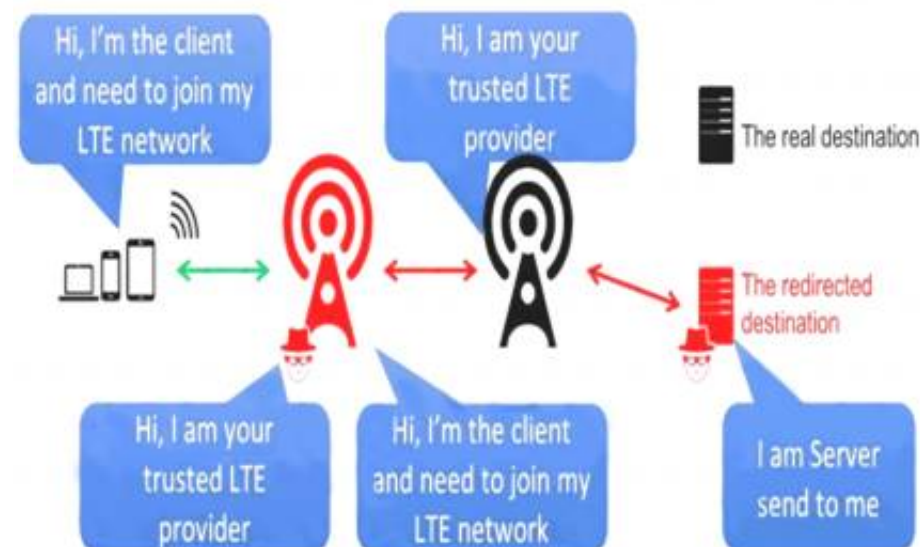 Hi, I'm the client
and need to join my
LTE network
Hi, I am your
trusted LTE
provider
The real destination
The redirected
destination
Hi, I am your
trusted LTE
provider
Hi, I'm the client
and need to join my
LTE network
I am Server
send to me